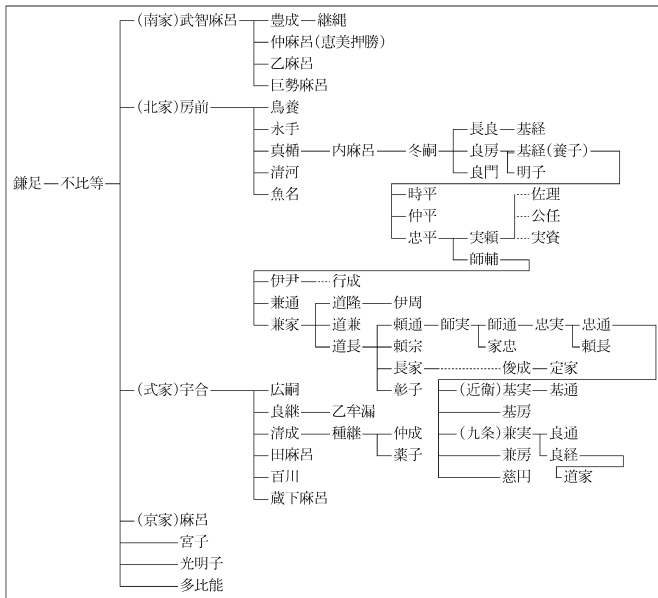 (南家)武智麻呂 豊成 継縄
仲麻呂(恵美押勝)
乙麻呂
巨勢麻呂
(北家)房前 鳥養
永手 長良 基経
真楯 内麻呂 冬嗣 良房 基経(養子)
清河 良門 明子
鎌足 不比等 魚名
時平 佐理
仲平 公任
忠平 実頼 実資
師輔
伊尹 行成
兼通 道隆 伊周
兼家 道兼 頼通 師実 師通 忠実 忠通
道長 頼宗 家忠 頼長
長家 俊成 定家
(式家)宇合 広嗣 彰子 (近衛)基実 基通
良継 乙牟漏 基房
清成 種継 仲成 (九条)兼実 良通
田麻呂 薬子 兼房 良経
百川 慈円 道家
蔵下麻呂
(京家)麻呂
宮子
光明子
多比能